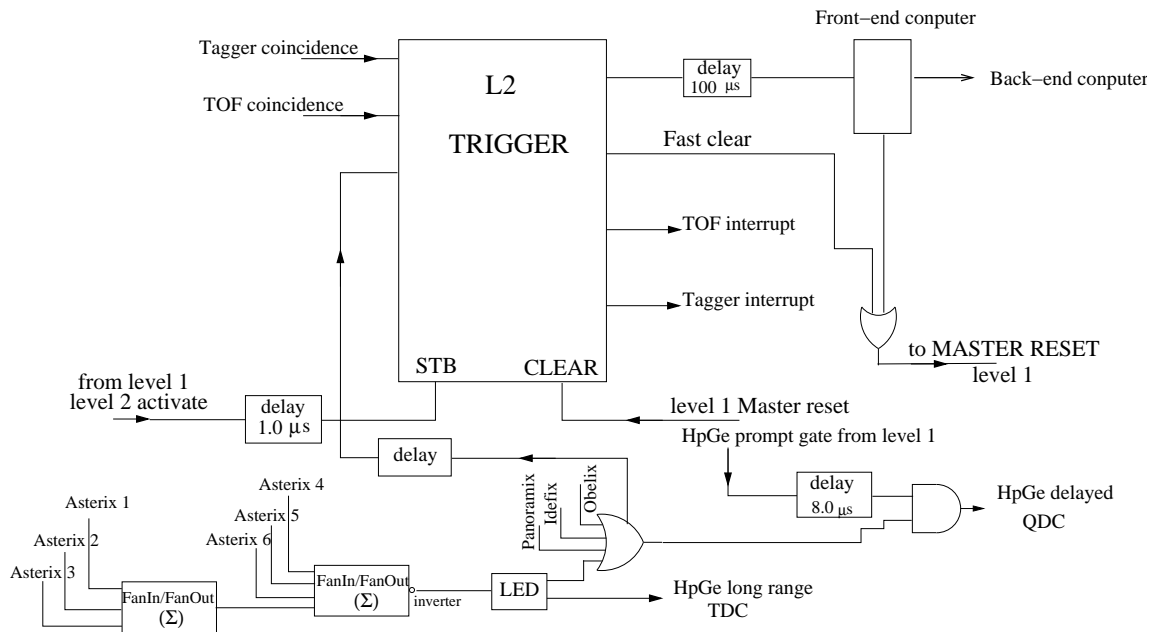 Front−end conputer
Tagger coincidence
L2
TRIGGER
delay
100 μs
Back−end conputer
TOF coincidence
Fast clear
TOF interrupt
Tagger interrupt
to MASTER RESET
level 1
STB
CLEAR
from level 1
level 2 activate
delay
1.0 μs
level 1 Master reset
HpGe prompt gate from level 1
delay
Asterix 4
Asterix 1
Asterix 5
Asterix 2
Asterix 6
Asterix 3
Panoramix
Idefix
Obelix
delay
8.0 μs
HpGe delayed
QDC
FanIn/FanOut
(Σ)
FanIn/FanOut
(Σ)
inverter
LED
HpGe long range
TDC